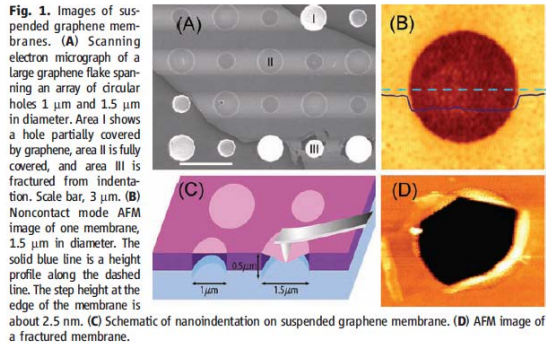 Fig. 1. Images of sus-
pended graphene mem-
branes. (A) Scanning
electron micrograph of a
large graphene flake span-
ning an array of circular
holes 1 μm and 1.5 μm
in diameter. Area I shows
a hole partially covered
by graphene, area II is fully
covered, and area III is
fractured from indenta-
tion. Scale bar, 3 μm. (B)
Noncontact mode AFM
image of one membrane,
1.5 μm in diameter. The
solid blue line is a height
profile along the dashed
line. The step height at the
edge of the membrane is
about 2.5 nm. (C) Schematic of nanoindentation on suspended graphene membrane. (D) AFM image of
a fractured membrane.
(A)
I
II
III
(B)
(C)
0.5μm
1μm
1.5μm
(D)